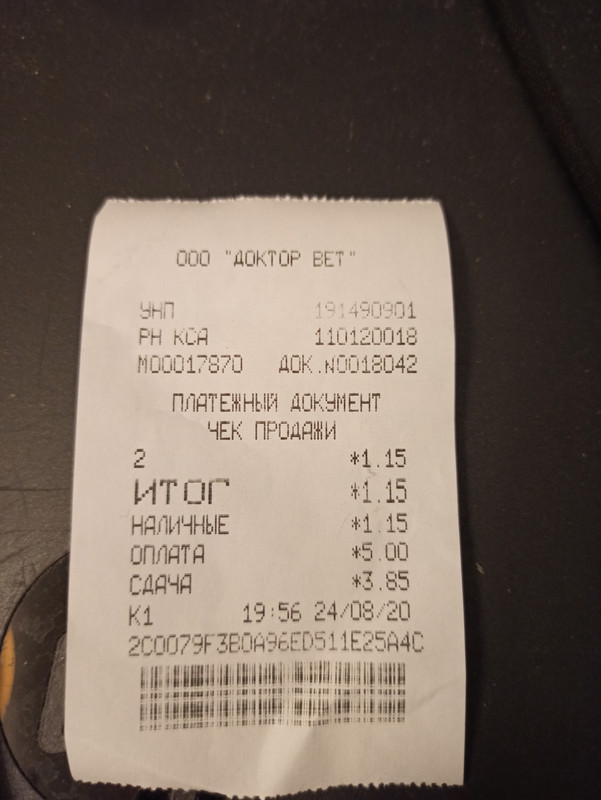 ООО "ДОКТОР ВЕТ"
УНП 191490901
РН КСА 110120018
М00017870 ДОК.N0018042
ПЛАТЕЖНЫЙ ДОКУМЕНТ
ЧЕК ПРОДАЖИ
2 *1.15
ИТОГ *1.15
НАЛИЧНЫЕ *1.15
ОПЛАТА *5.00
СДАЧА *3.85
К1 19:56 24/08/20
2C0079F3B0A96ED511E25A4C